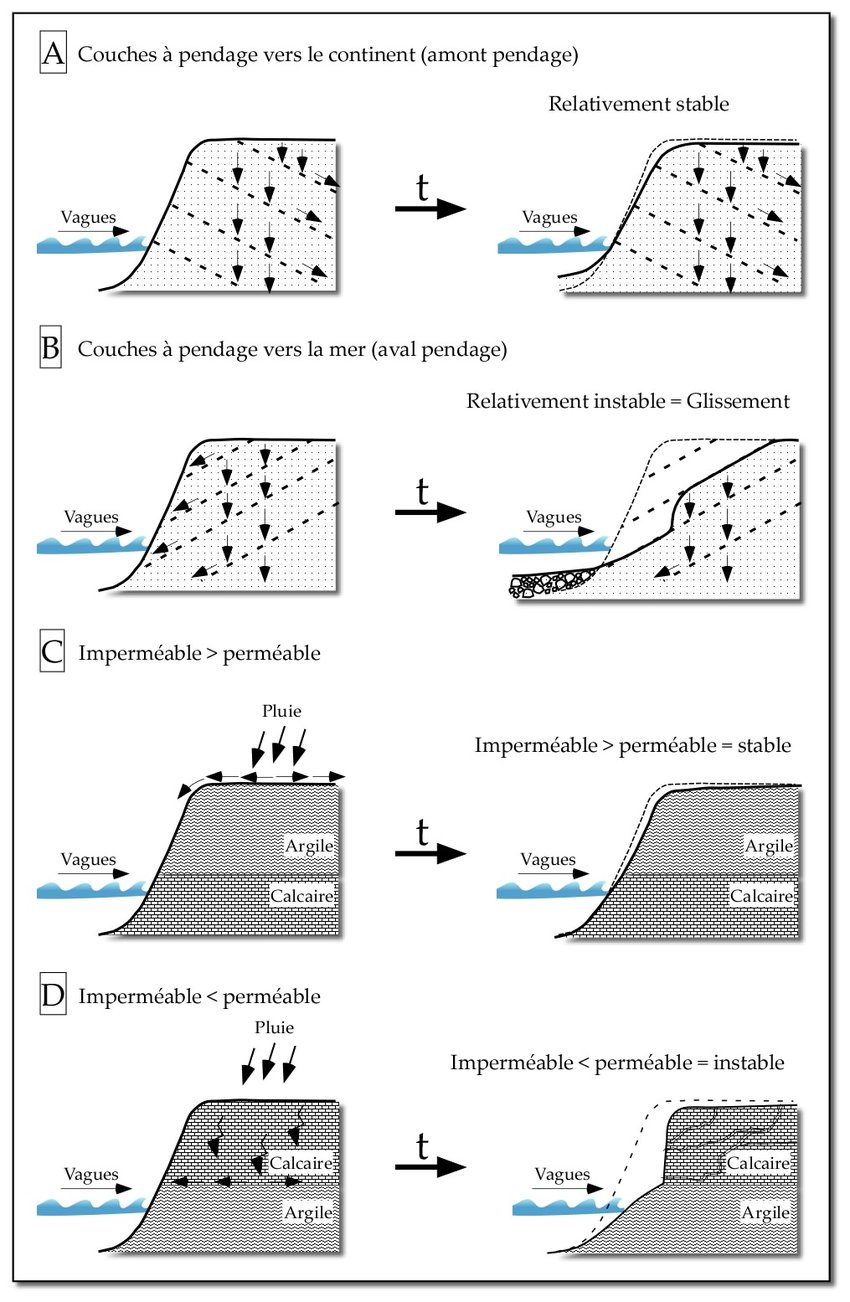 A Couches à pendage vers le continent (amont pendage)
Relativement stable
Vagues
t
Vagues
B Couches à pendage vers la mer (aval pendage)
Relativement instable = Glissement
Vagues
t
Vagues
C Imperméable > perméable
Pluie
Imperméable > perméable = stable
Argile
Vagues
Calcaire
t
Argile
Vagues
Calcaire
D Imperméable < perméable
Pluie
Imperméable < perméable = instable
Calcaire
Vagues
Argile
t
Calcaire
Vagues
Argile